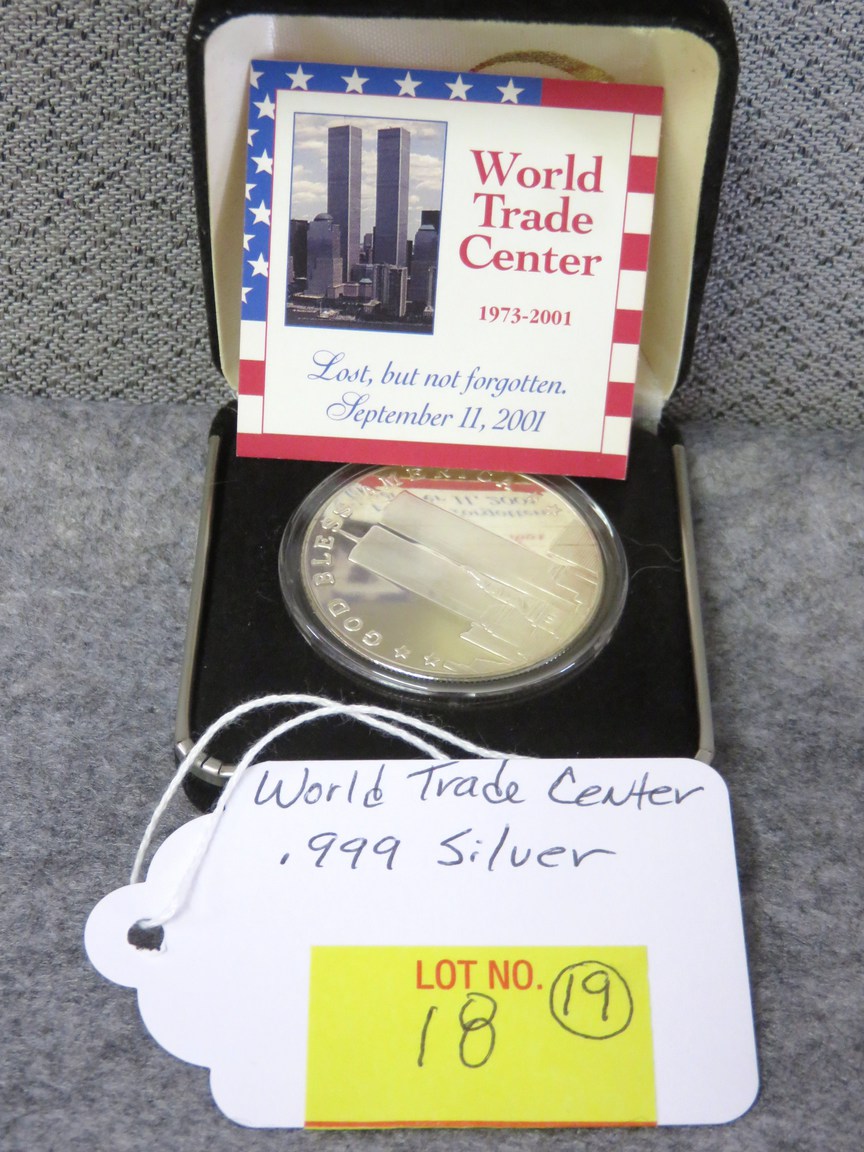 World
Trade
Center
1973-2001
Lost, but not forgotten.
September 11, 2001
GOD BLESS AMERICA
World Trade Center
.999 Silver
LOT NO. 19
18